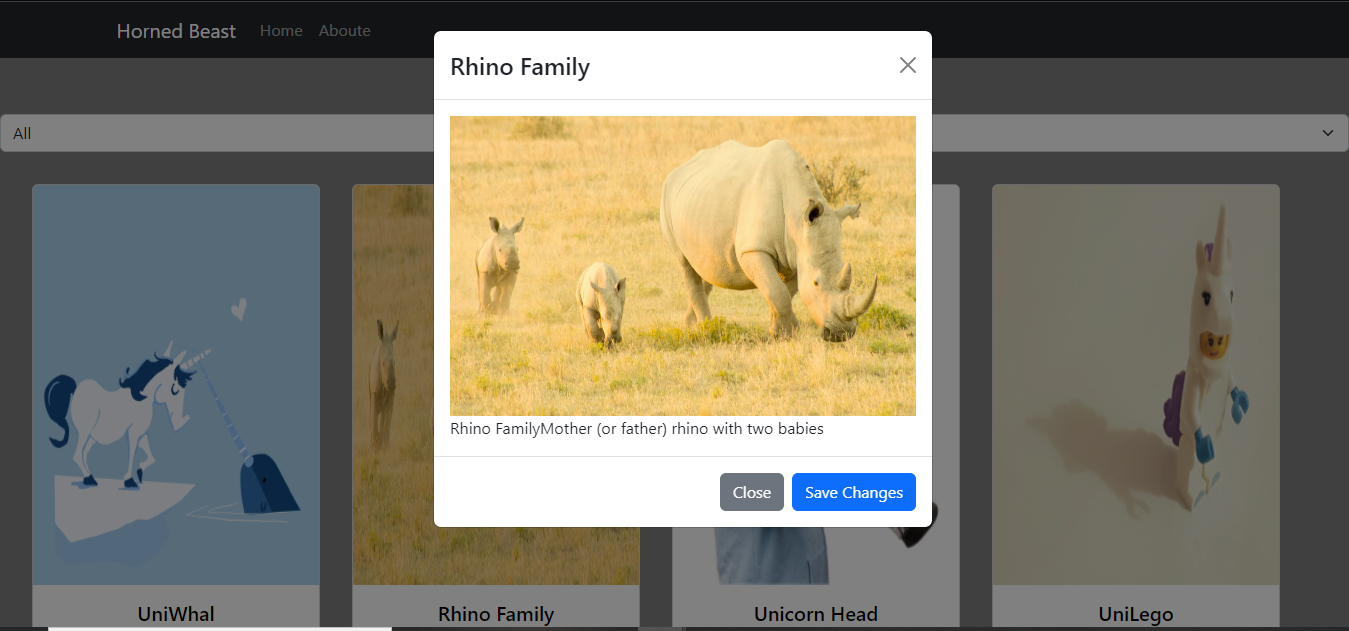 Horned Beast Home Aboute
Rhino Family
All
Rhino FamilyMother (or father) rhino with two babies
Close Save Changes
UniWhal Rhino Family Unicorn Head UniLego